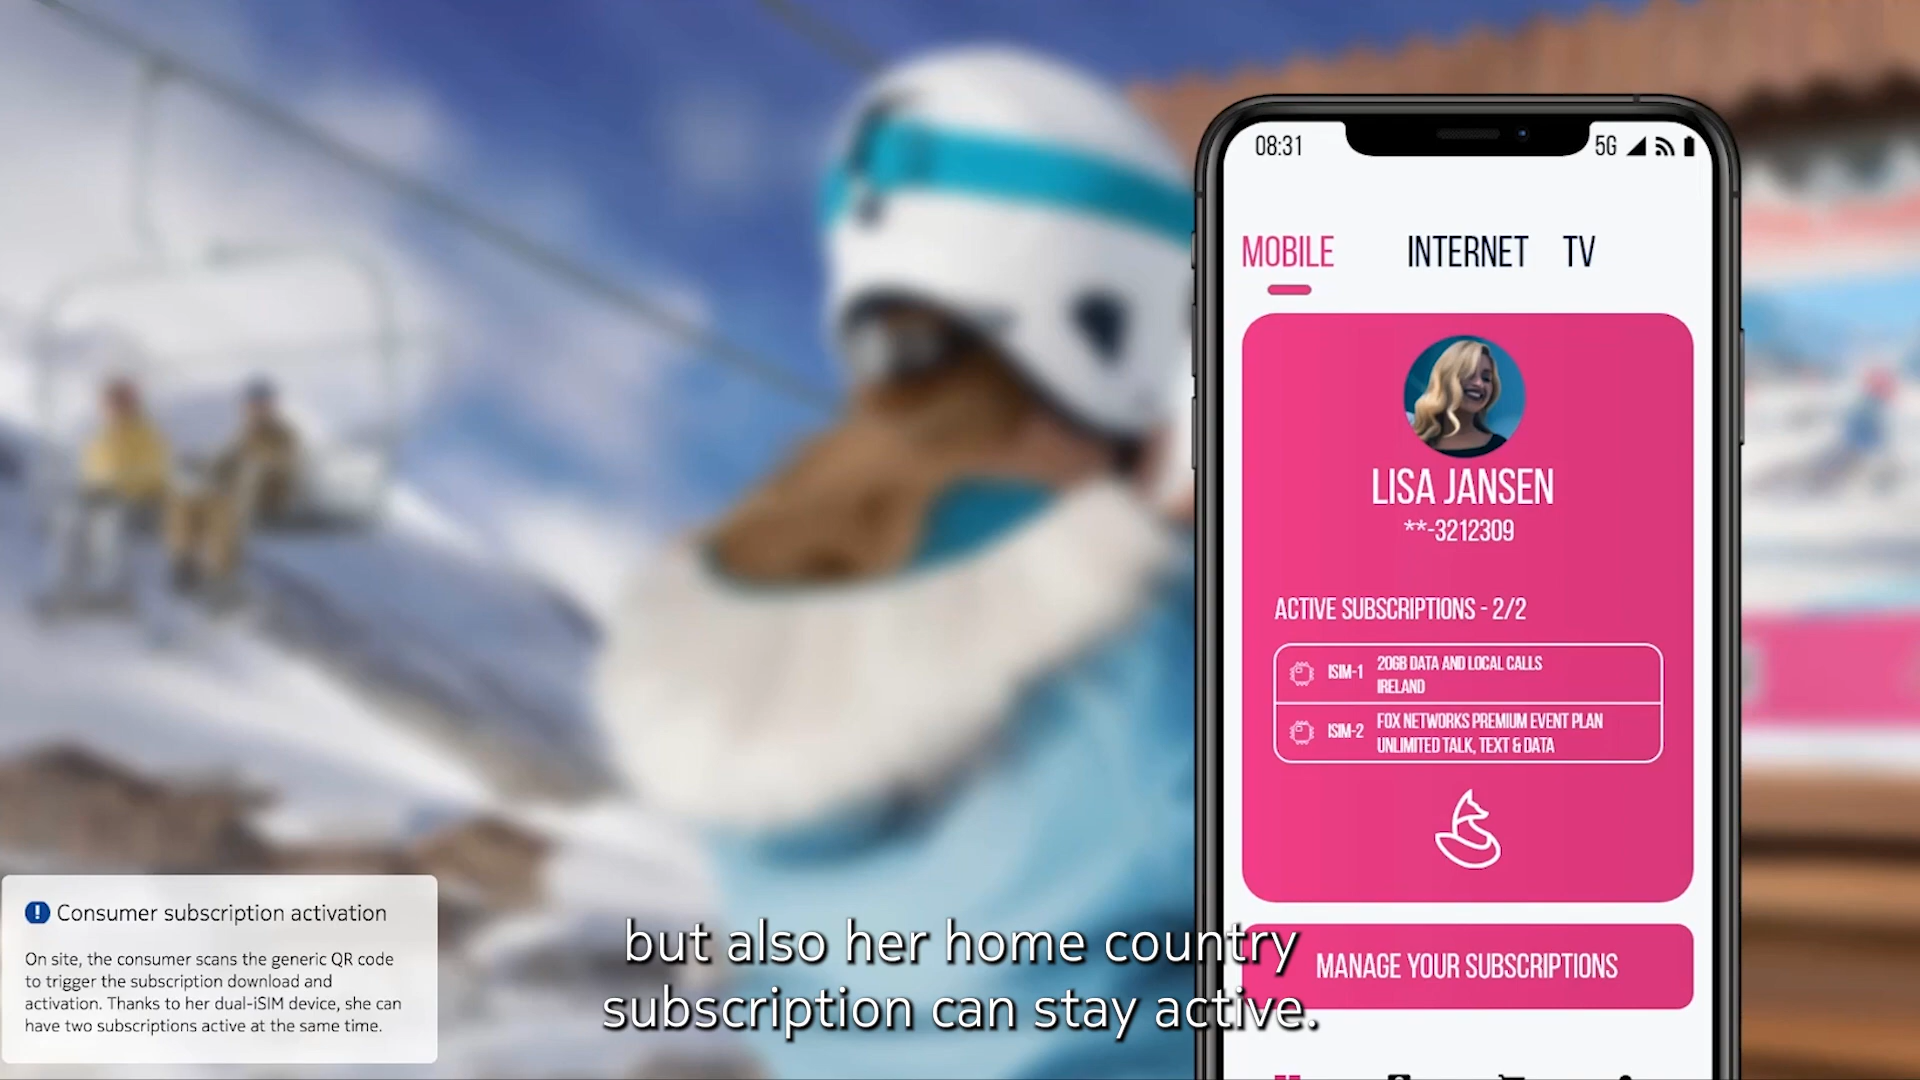 08:31
5G
MOBILE INTERNET TV
LISA JANSEN
**-3212309
ACTIVE SUBSCRIPTIONS - 2/2
ISIM-1 20GB DATA AND LOCAL CALLS
IRELAND
ISIM-2 FOX NETWORKS PREMIUM EVENT PLAN
UNLIMITED TALK, TEXT & DATA
MANAGE YOUR SUBSCRIPTIONS
Consumer subscription activation
On site, the consumer scans the generic QR code
to trigger the subscription download and
activation. Thanks to her dual-iSIM device, she can
have two subscriptions active at the same time.
but also her home country
subscription can stay active.